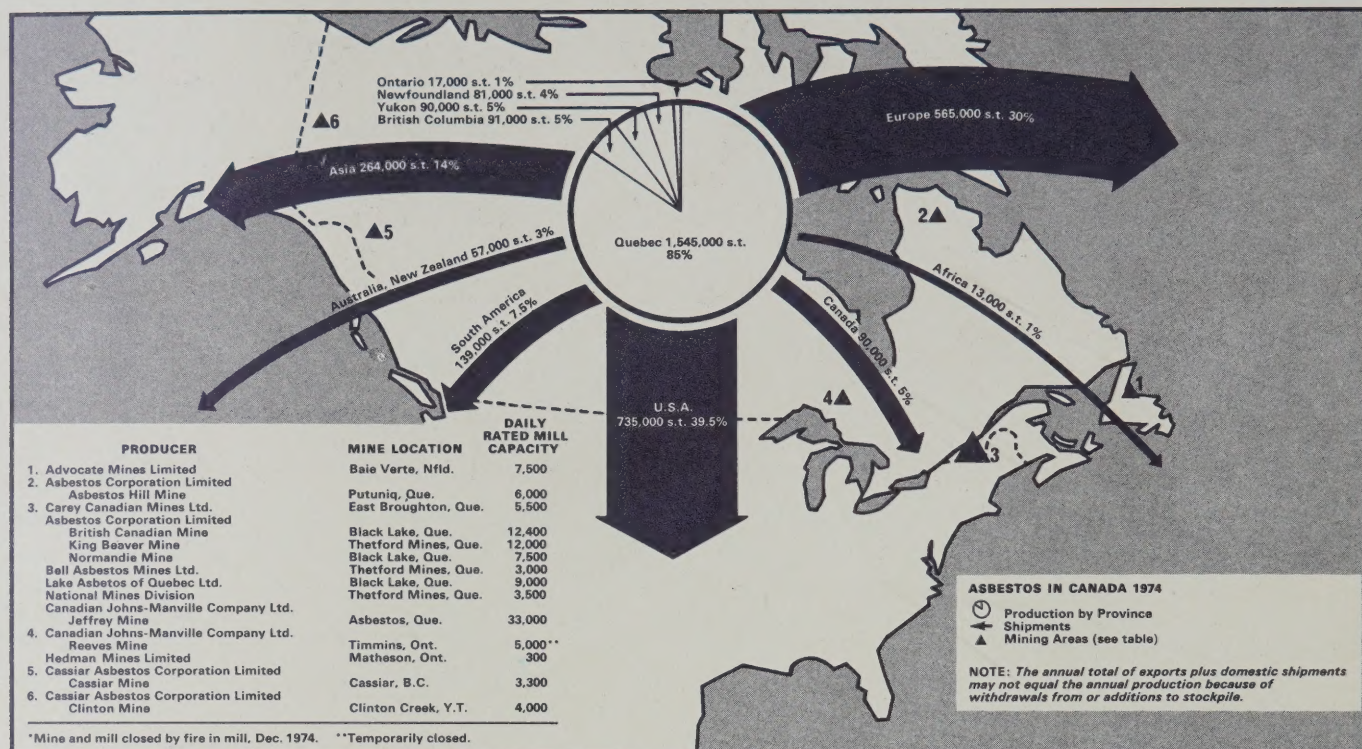 Ontario 17,000 s.t. 1%
Newfoundland 81,000 s.t. 4%
Yukon 90,000 s.t. 5%
British Columbia 91,000 s.t. 5%
Europe 565,000 s.t. 30%
6
Asia 264,000 s.t. 14%
2
5
Quebec 1,545,000 s.t.
85%
Australia, New Zealand 57,000 s.t. 3%
Africa 13,000 s.t. 1%
South America
139,000 s.t. 7.5%
Canada 90,000 s.t. 5%
1
4
U.S.A.
735,000 s.t. 39.5%
3
PRODUCER MINE LOCATION DAILY RATED MILL CAPACITY
1. Advocate Mines Limited Baie Verte, Nfld. 7,500
2. Asbestos Corporation Limited
Asbestos Hill Mine Putuniq, Que. 6,000
3. Carey Canadian Mines Ltd. East Broughton, Que. 5,500
Asbestos Corporation Limited
British Canadian Mine Black Lake, Que. 12,400
King Beaver Mine Thetford Mines, Que. 12,000
Normandie Mine Black Lake, Que. 7,500
Bell Asbestos Mines Ltd. Thetford Mines, Que. 3,000
Lake Asbetos of Quebec Ltd. Black Lake, Que. 9,000
National Mines Division Thetford Mines, Que. 3,500
Canadian Johns-Manville Company Ltd.
Jeffrey Mine Asbestos, Que. 33,000
4. Canadian Johns-Manville Company Ltd.
Reeves Mine Timmins, Ont. 5,000**
Hedman Mines Limited Matheson, Ont. 300
5. Cassiar Asbestos Corporation Limited
Cassiar Mine Cassiar, B.C. 3,300
6. Cassiar Asbestos Corporation Limited
Clinton Mine Clinton Creek, Y.T. 4,000
*Mine and mill closed by fire in mill, Dec. 1974. **Temporarily closed.
ASBESTOS IN CANADA 1974
Production by Province
Shipments
Mining Areas (see table)
NOTE: The annual total of exports plus domestic shipments
may not equal the annual production because of
withdrawals from or additions to stockpile.